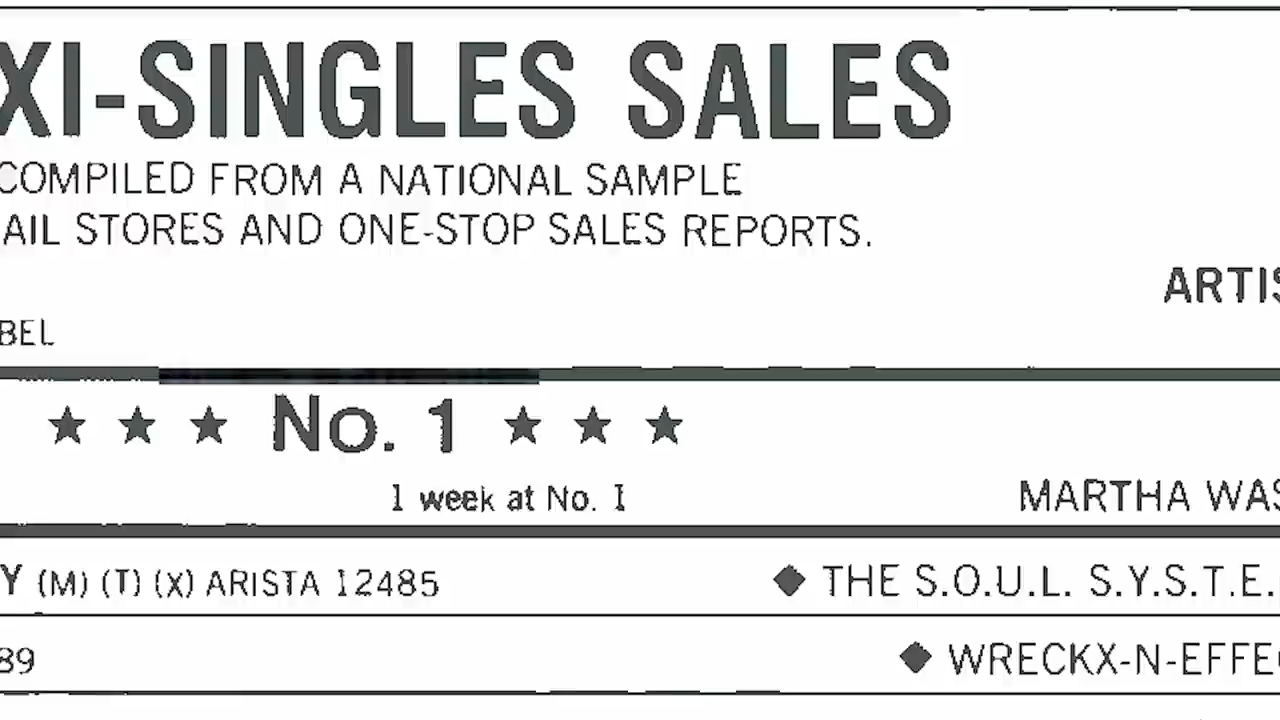 XI-SINGLES SALES
COMPILED FROM A NATIONAL SAMPLE
AIL STORES AND ONE-STOP SALES REPORTS.
ARTIS
BEL
★ ★ ★ No. 1 ★ ★ ★
1 week at No. 1
MARTHA WAS
Y (M) (T) (X) ARISTA 12485
◆ THE S.O.U.L. S.Y.S.T.E.
89
◆ WRECKX-N-EFFEC